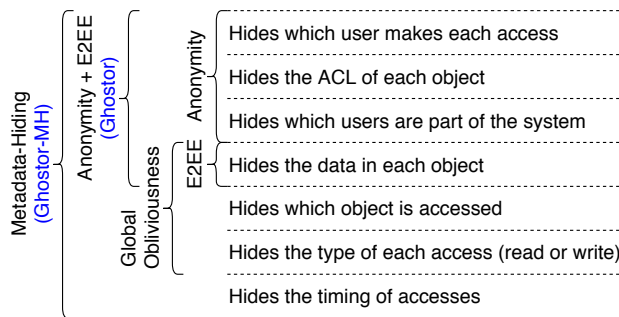 Metadata-Hiding
(Ghostor-MH)
Anonymity + E2EE
(Ghostor)
Global
Obliviousness
Anonymity
E2EE
Hides which user makes each access
Hides the ACL of each object
Hides which users are part of the system
Hides the data in each object
Hides which object is accessed
Hides the type of each access (read or write)
Hides the timing of accesses